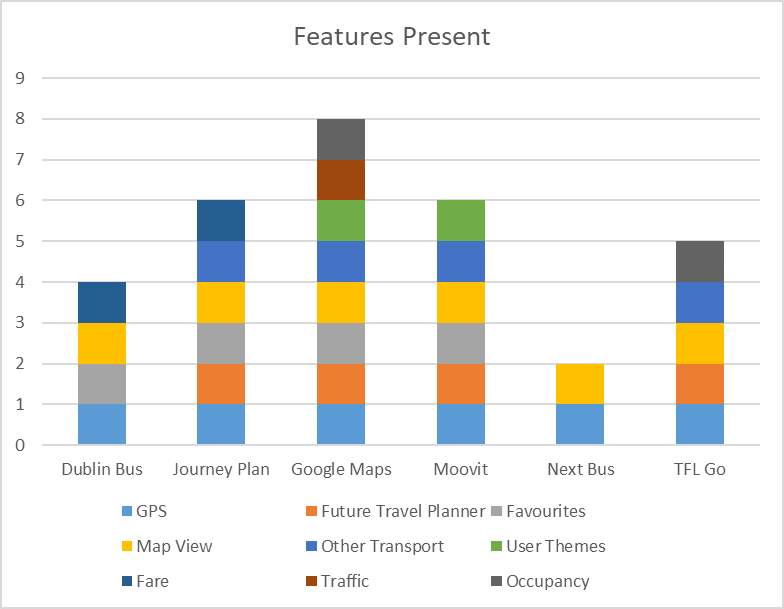 Features Present
9
8
7
6
5
4
3
2
1
0
Dublin Bus Journey Plan Google Maps Moovit Next Bus TFL Go
GPS Future Travel Planner Favourites
Map View Other Transport User Themes
Fare Traffic Occupancy